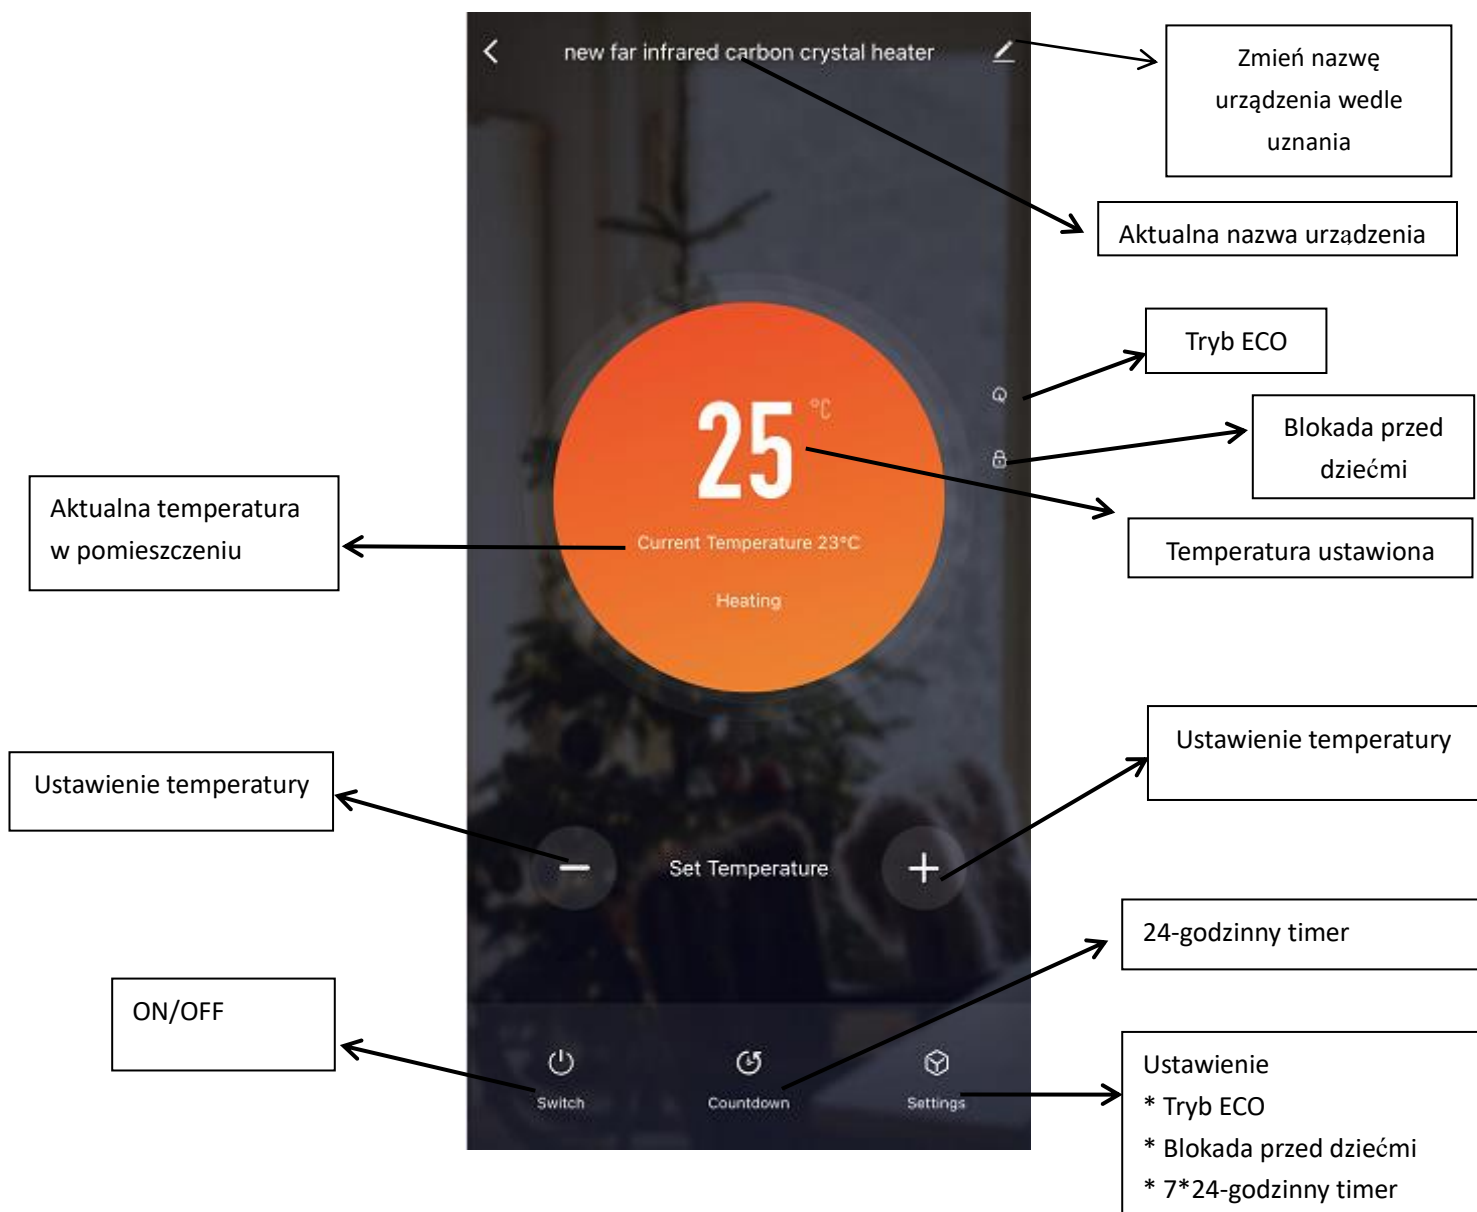 new far infrared carbon crystal heater
Zmień nazwę
urządzenia wedle
uznania
Aktualna nazwa urządzenia
Tryb ECO
25 °C
Blokada przed
dziećmi
Aktualna temperatura
w pomieszczeniu
Current Temperature 23°C
Temperatura ustawiona
Heating
Ustawienie temperatury
Ustawienie temperatury
Set Temperature
24-godzinny timer
ON/OFF
Switch
Countdown
Settings
Ustawienie
* Tryb ECO
* Blokada przed dziećmi
* 7*24-godzinny timer